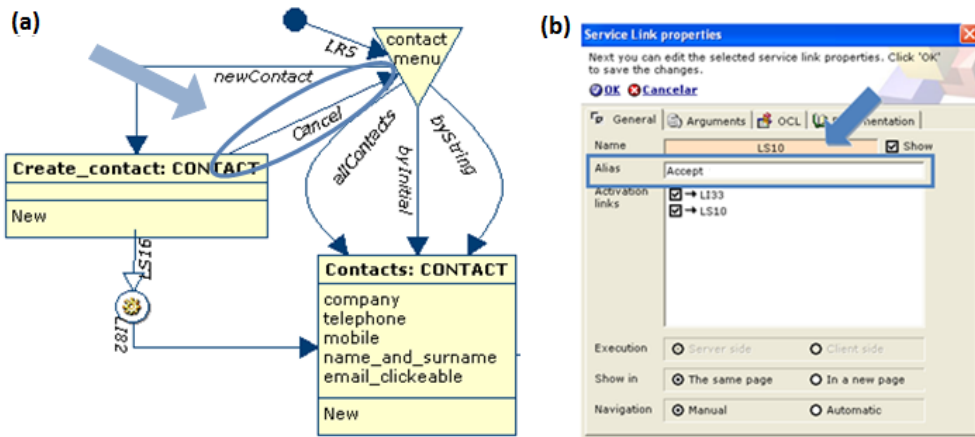 (a)
LRS
contact
menu
newContact
Cancel
allContacts
byInitial
byString
Create_contact: CONTACT
New
LS16
LI82
Contacts: CONTACT
company
telephone
mobile
name_and_surname
email_clickeable
New
(b)
Service Link properties
Next you can edit the selected service link properties. Click 'OK'
to save the changes.
OK Cancelar
General Arguments OCL
Name LS10 Show
Alias Accept
Activation
links
LI33
LS10
Execution Server side Client side
Show in The same page In a new page
Navigation Manual Automatic